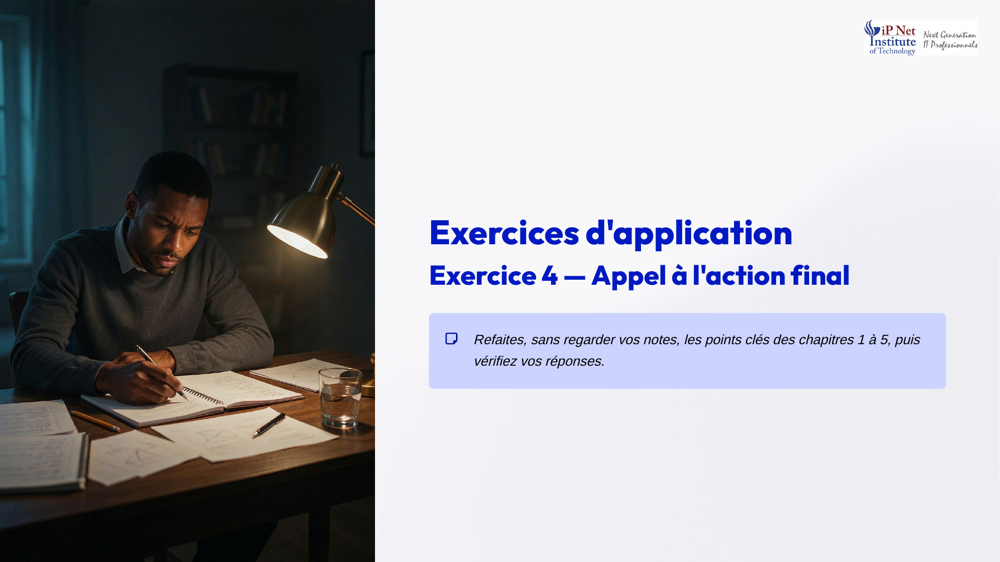 iP Net
Institute
of Technology
Next Generation
IT Professionnels
Exercices d'application
Exercice 4 — Appel à l'action final
Refaites, sans regarder vos notes, les points clés des chapitres 1 à 5, puis
vérifiez vos réponses.